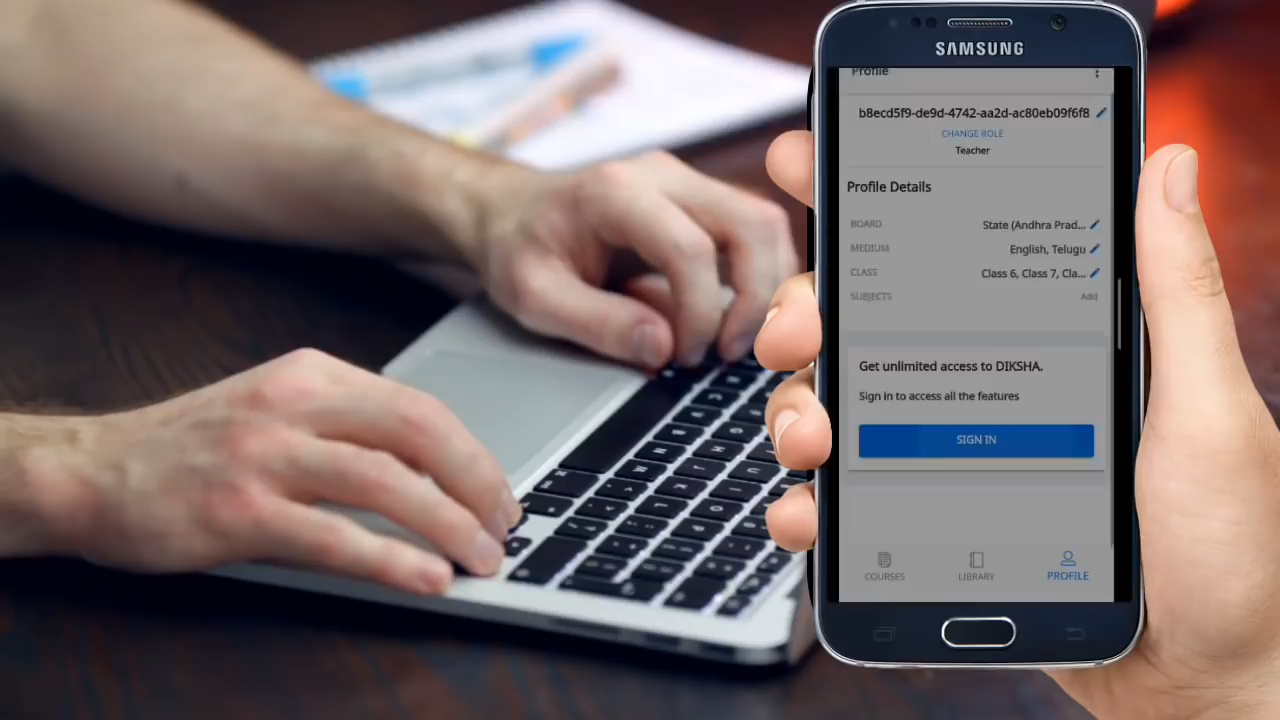 SAMSUNG
Profile
b8ecd5f9-de9d-4742-aa2d-ac80eb09f6f8
CHANGE ROLE
Teacher
Profile Details
BOARD State (Andhra Prad...
MEDIUM English, Telugu
CLASS Class 6, Class 7, Cla...
SUBJECTS Add
Get unlimited access to DIKSHA.
Sign in to access all the features
SIGN IN
COURSES LIBRARY PROFILE